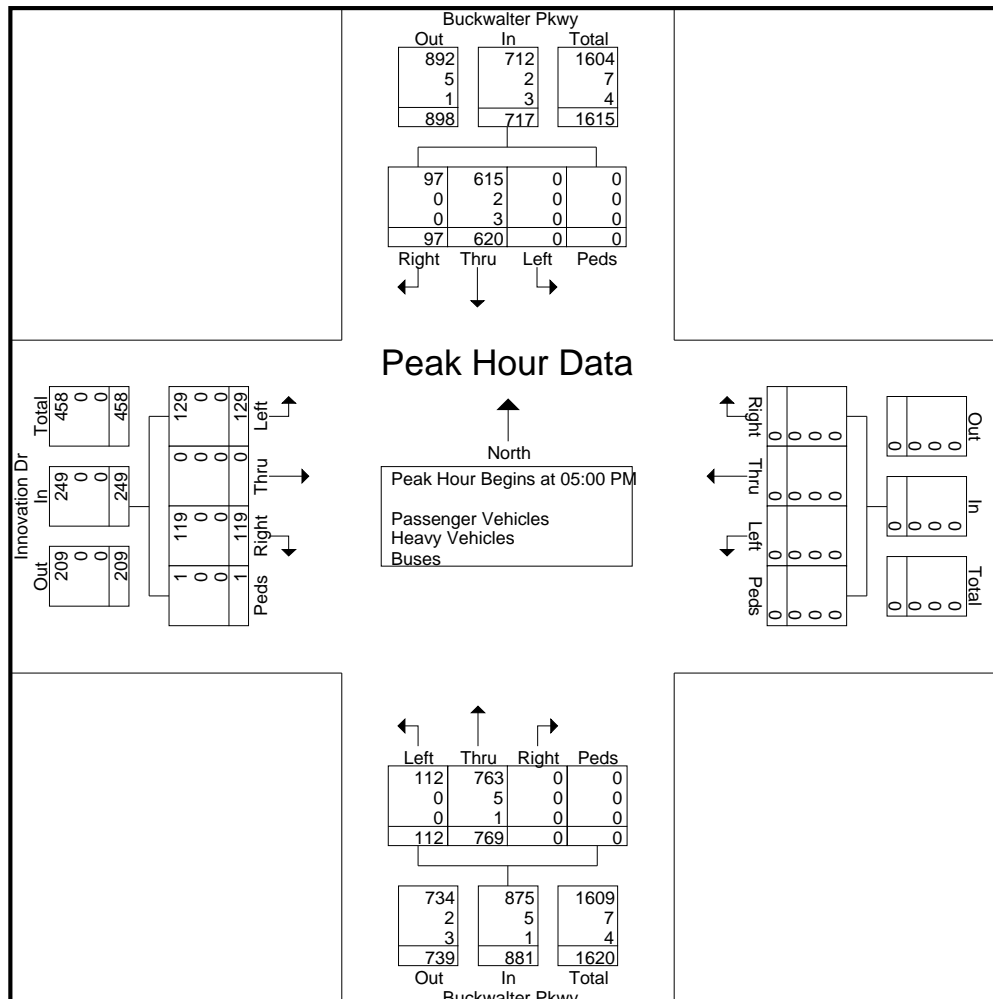 Buckwalter Pkwy
Out In Total
892 712 1604
5 2 7
1 3 4
898 717 1615
97 615 0 0
0 2 0 0
0 3 0 0
97 620 0 0
Right Thru Left Peds
Peak Hour Data
North
Peak Hour Begins at 05:00 PM
Passenger Vehicles
Heavy Vehicles
Buses
Innovation Dr
Out In Total
209 249 458
0 0 0
0 0 0
209 249 458
Peds Right Thru Left
1 119 0 129
0 0 0 0
0 0 0 0
1 119 0 129
Out In Total
0 0 0
0 0 0
0 0 0
0 0 0
Right Thru Left Peds
0 0 0 0
0 0 0 0
0 0 0 0
0 0 0 0
Left Thru Right Peds
112 763 0 0
0 5 0 0
0 1 0 0
112 769 0 0
734 875 1609
2 5 7
3 1 4
739 881 1620
Out In Total
Buckwalter Pkwy